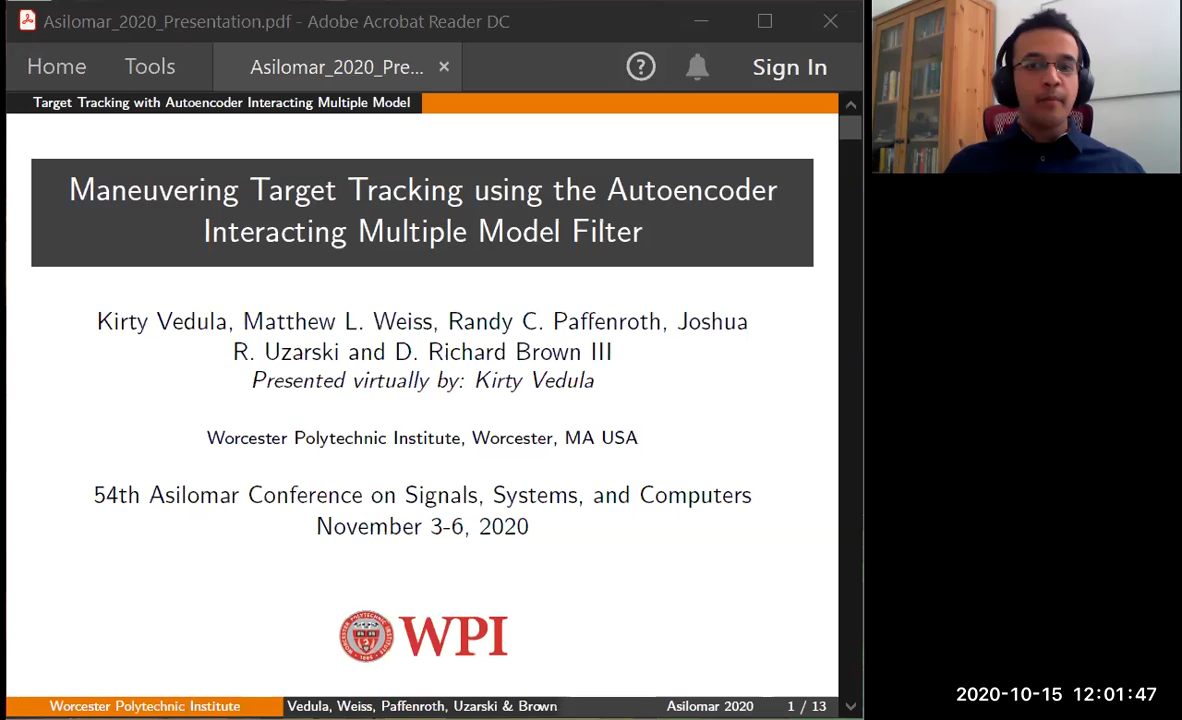 Asilomar_2020_Presentation.pdf - Adobe Acrobat Reader DC
Home Tools Asilomar_2020_Pre... Sign In
Target Tracking with Autoencoder Interacting Multiple Model
Maneuvering Target Tracking using the Autoencoder
Interacting Multiple Model Filter
Kirty Vedula, Matthew L. Weiss, Randy C. Paffenroth, Joshua
R. Uzarski and D. Richard Brown III
Presented virtually by: Kirty Vedula
Worcester Polytechnic Institute, Worcester, MA USA
54th Asilomar Conference on Signals, Systems, and Computers
November 3-6, 2020
WPI
Worcester Polytechnic Institute Vedula, Weiss, Paffenroth, Uzarski & Brown Asilomar 2020 1 / 13
2020-10-15 12:01:47